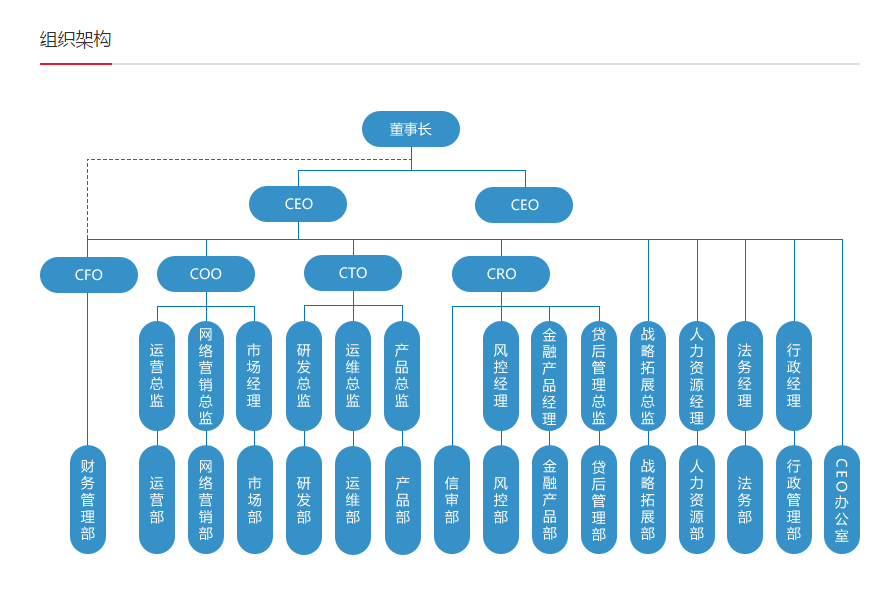 组织架构
董事长
CEO
CEO
CFO
COO
CTO
CRO
运营总监
网络营销总监
市场经理
研发总监
运维总监
产品总监
风控经理
金融产品经理
贷后管理总监
战略拓展总监
人力资源经理
法务经理
行政经理
财务管理部
运营部
网络营销部
市场部
研发部
运维部
产品部
信审部
风控部
金融产品部
贷后管理部
战略拓展部
人力资源部
法务部
行政管理部
CEO办公室